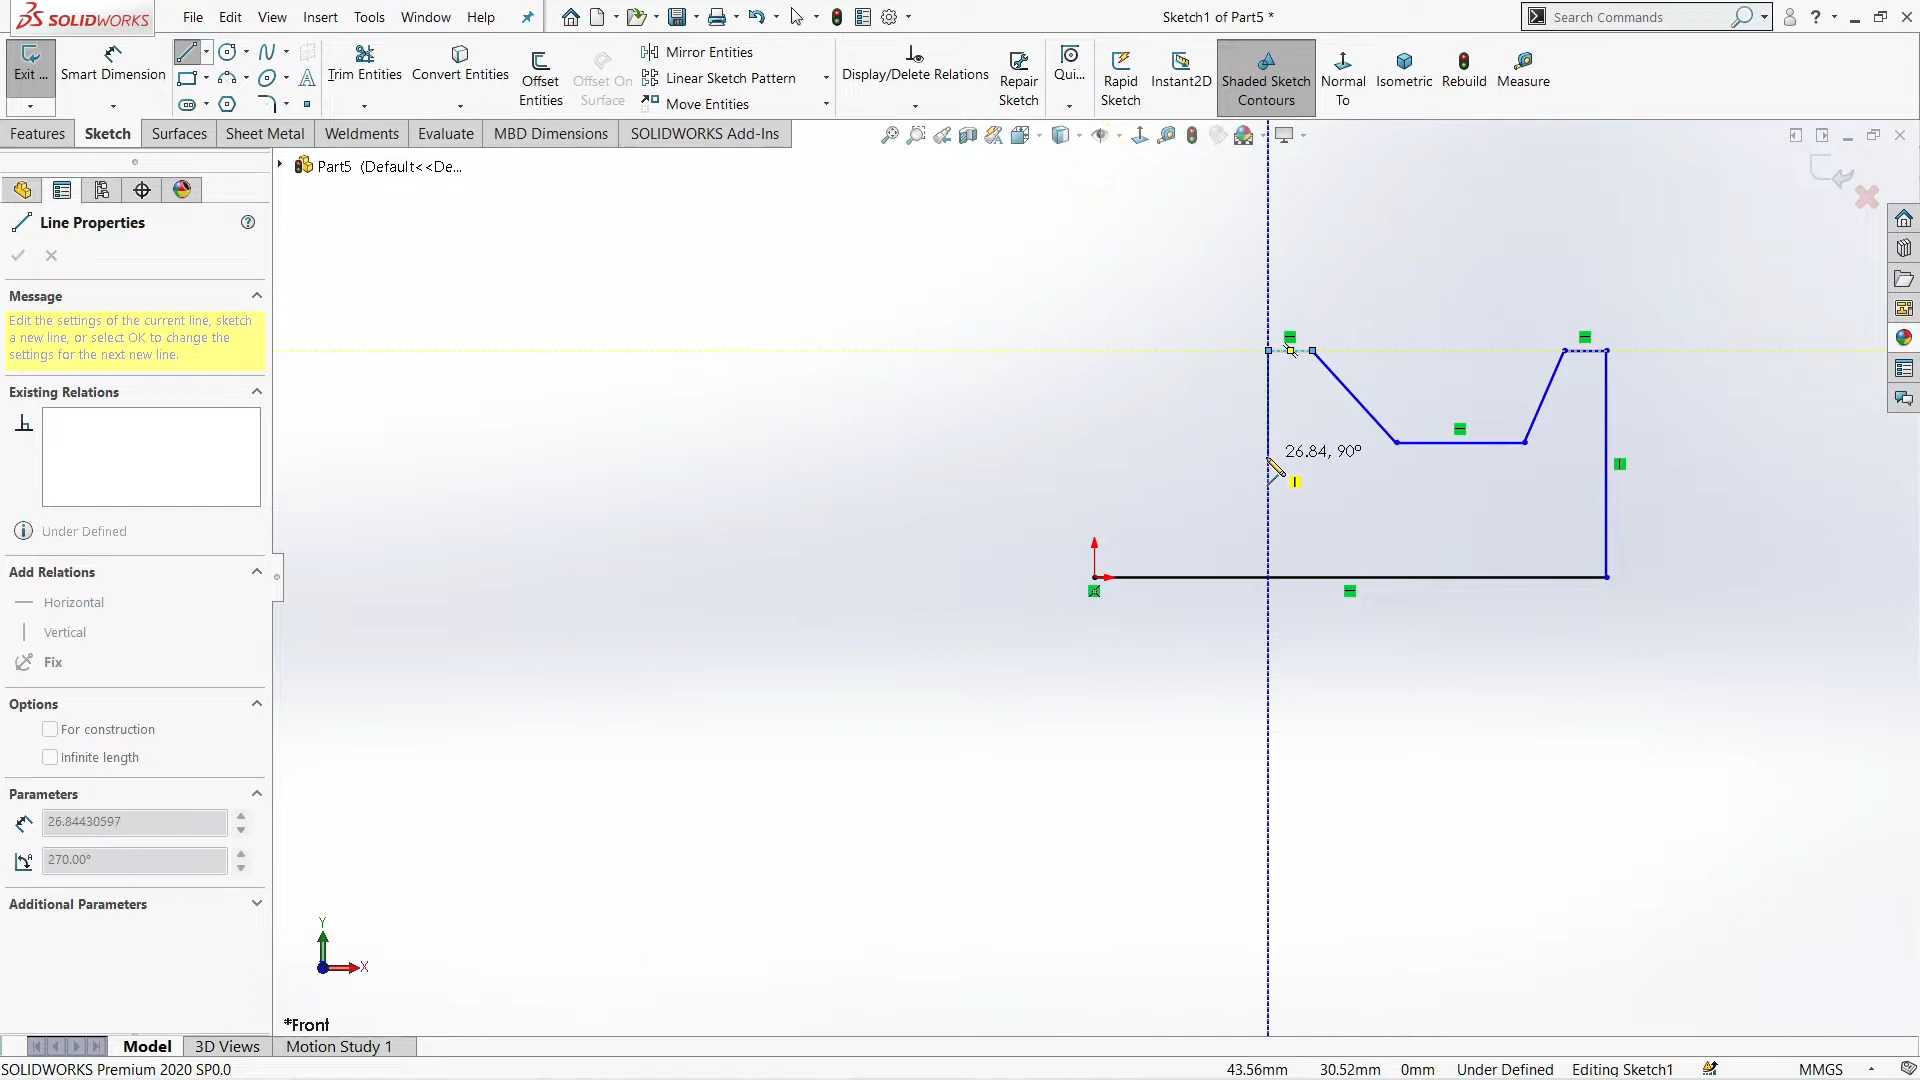 SOLIDWORKS
File Edit View Insert Tools Window Help
Sketch1 of Part5 *
Search Commands
Exit ...
Smart Dimension
Trim Entities
Convert Entities
Offset Entities
Offset On Surface
Mirror Entities
Linear Sketch Pattern
Move Entities
Display/Delete Relations
Repair Sketch
Qui...
Rapid Sketch
Instant2D
Shaded Sketch Contours
Normal To
Isometric
Rebuild
Measure
Features Sketch Surfaces Sheet Metal Weldments Evaluate MBD Dimensions SOLIDWORKS Add-Ins
Part5 (Default<<De...
Line Properties
Message
Edit the settings of the current line, sketch
a new line, or select OK to change the
settings for the next new line.
Existing Relations
Under Defined
Add Relations
Horizontal
Vertical
Fix
Options
For construction
Infinite length
Parameters
26.84430597
270.00°
Additional Parameters
26.84, 90°
Y
X
*Front
Model 3D Views Motion Study 1
SOLIDWORKS Premium 2020 SP0.0
43.56mm 30.52mm 0mm Under Defined Editing Sketch1 MMGS